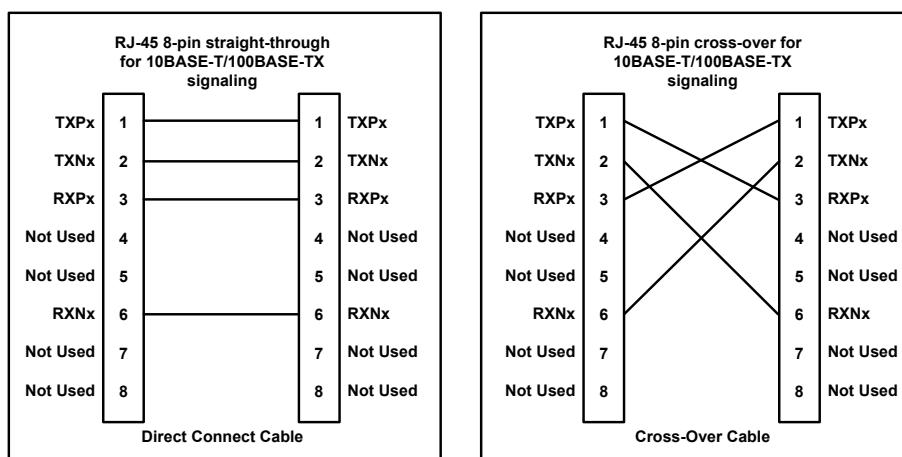 RJ-45 8-pin straight-through
for 10BASE-T/100BASE-TX
signaling
TXPx 1 1 TXPx
TXNx 2 2 TXNx
RXPx 3 3 RXPx
Not Used 4 4 Not Used
Not Used 5 5 Not Used
RXNx 6 6 RXNx
Not Used 7 7 Not Used
Not Used 8 8 Not Used
Direct Connect Cable
RJ-45 8-pin cross-over for
10BASE-T/100BASE-TX
signaling
TXPx 1 1 TXPx
TXNx 2 2 TXNx
RXPx 3 3 RXPx
Not Used 4 4 Not Used
Not Used 5 5 Not Used
RXNx 6 6 RXNx
Not Used 7 7 Not Used
Not Used 8 8 Not Used
Cross-Over Cable